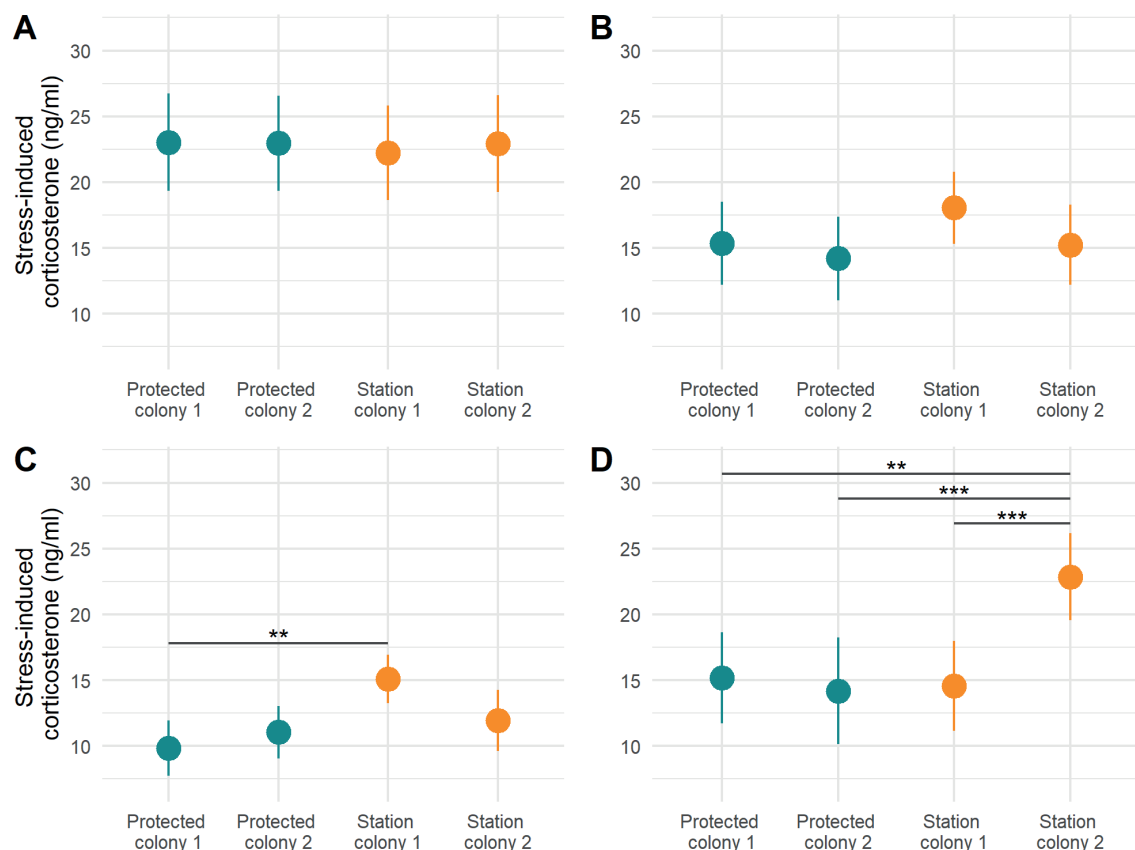 A
Stress-induced
corticosterone (ng/ml)
30
25
20
15
10
Protected
colony 1
Protected
colony 2
Station
colony 1
Station
colony 2
B
30
25
20
15
10
Protected
colony 1
Protected
colony 2
Station
colony 1
Station
colony 2
C
Stress-induced
corticosterone (ng/ml)
30
25
20
15
10
**
Protected
colony 1
Protected
colony 2
Station
colony 1
Station
colony 2
D
30
25
20
15
10
**
***
***
Protected
colony 1
Protected
colony 2
Station
colony 1
Station
colony 2